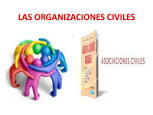 LAS ORGANIZACIONES CIVILES
ASOCIACIONES CIVILES